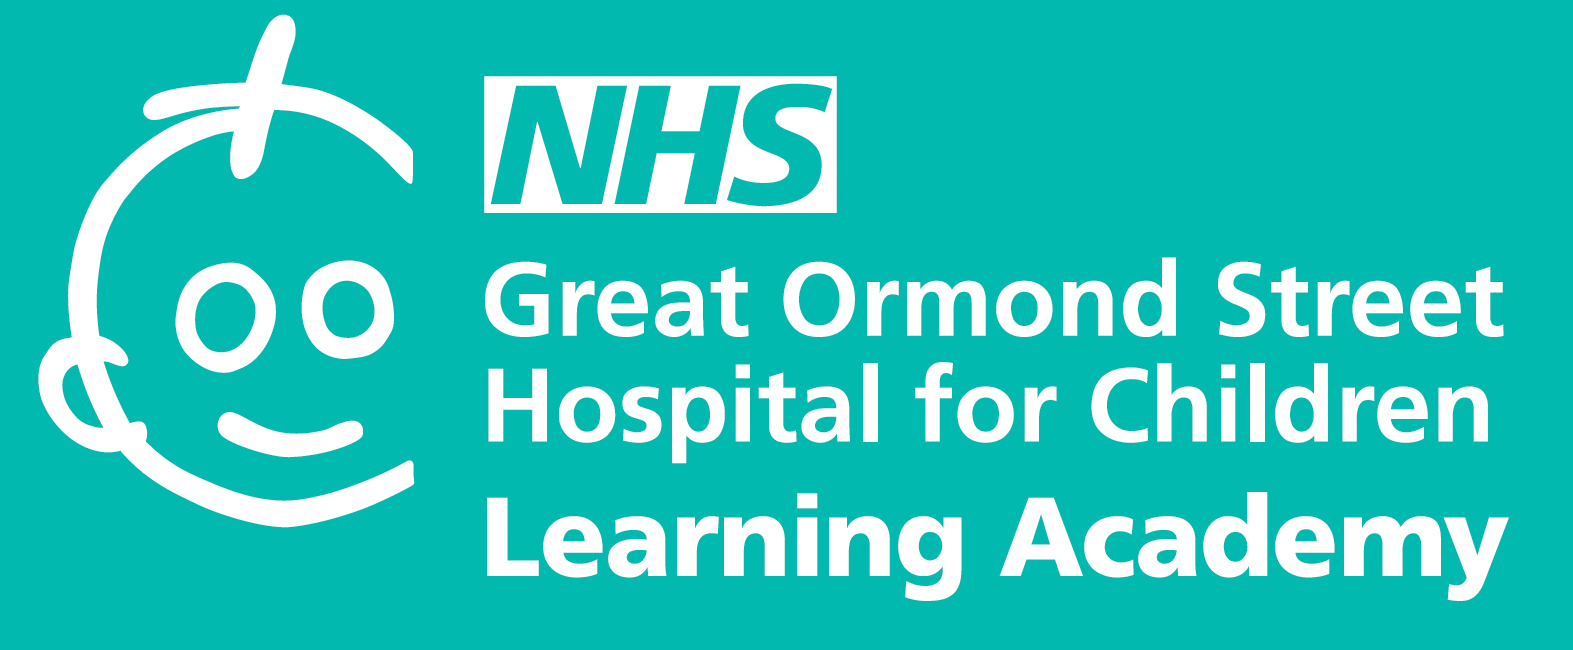 NHS
Great Ormond Street
Hospital for Children
Learning Academy